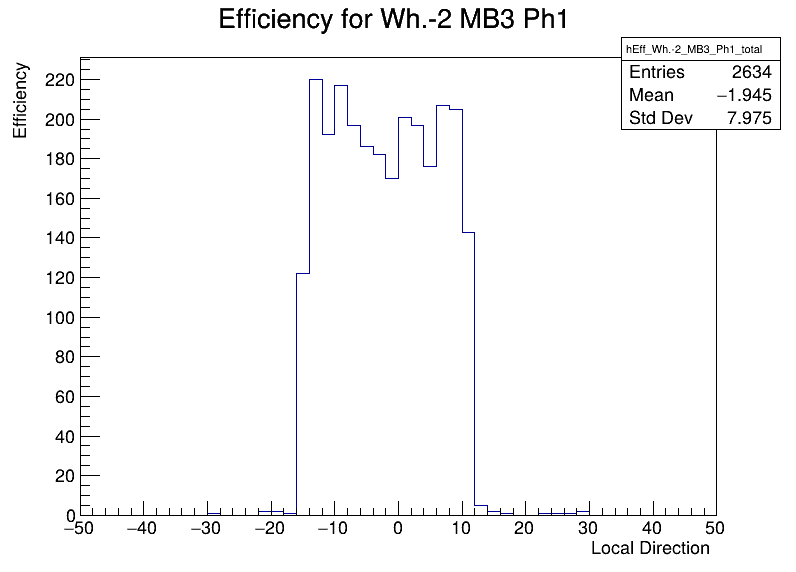 Efficiency for Wh.-2 MB3 Ph1
hEff_Wh.-2_MB3_Ph1_total
Entries 2634
Mean −1.945
Std Dev 7.975
Efficiency
220
200
180
160
140
120
100
80
60
40
20
0
−50 −40 −30 −20 −10 0 10 20 30 40 50
Local Direction